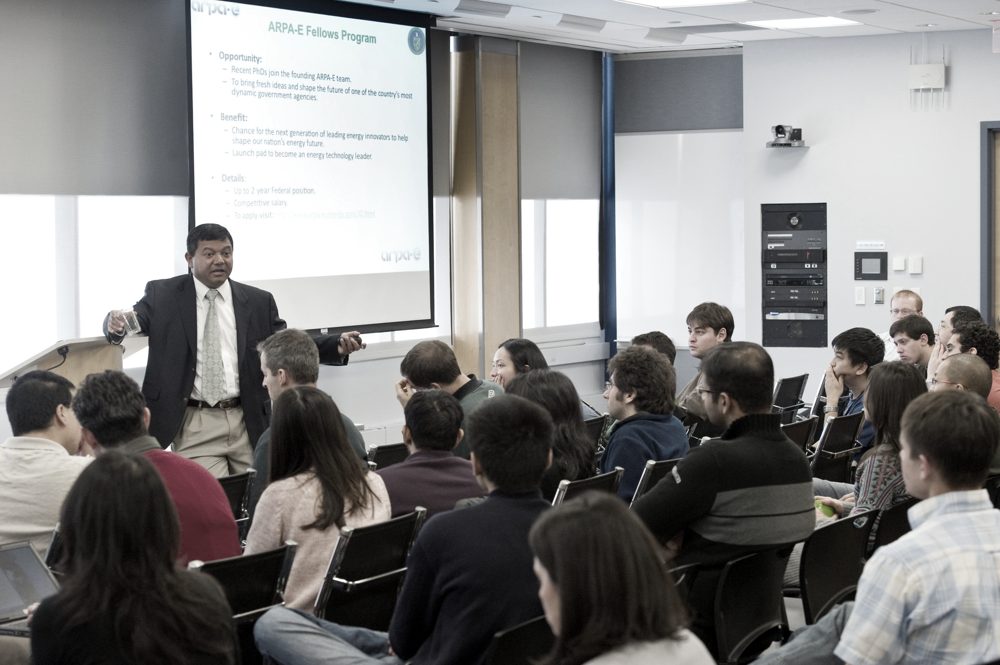 arpa·e
ARPA-E Fellows Program
• Opportunity:
– Recent PhDs join the founding ARPA-E team.
– To bring fresh ideas and shape the future of one of the country's most
dynamic government agencies.
• Benefit:
– Chance for the next generation of leading energy innovators to help
shape our nation's energy future.
– Launch pad to become an energy technology leader.
• Details:
– Up to 2 year Federal position.
– Competitive salary.
– To apply visit: http://www.arpa-e.energy.gov/JO.html
arpa·e